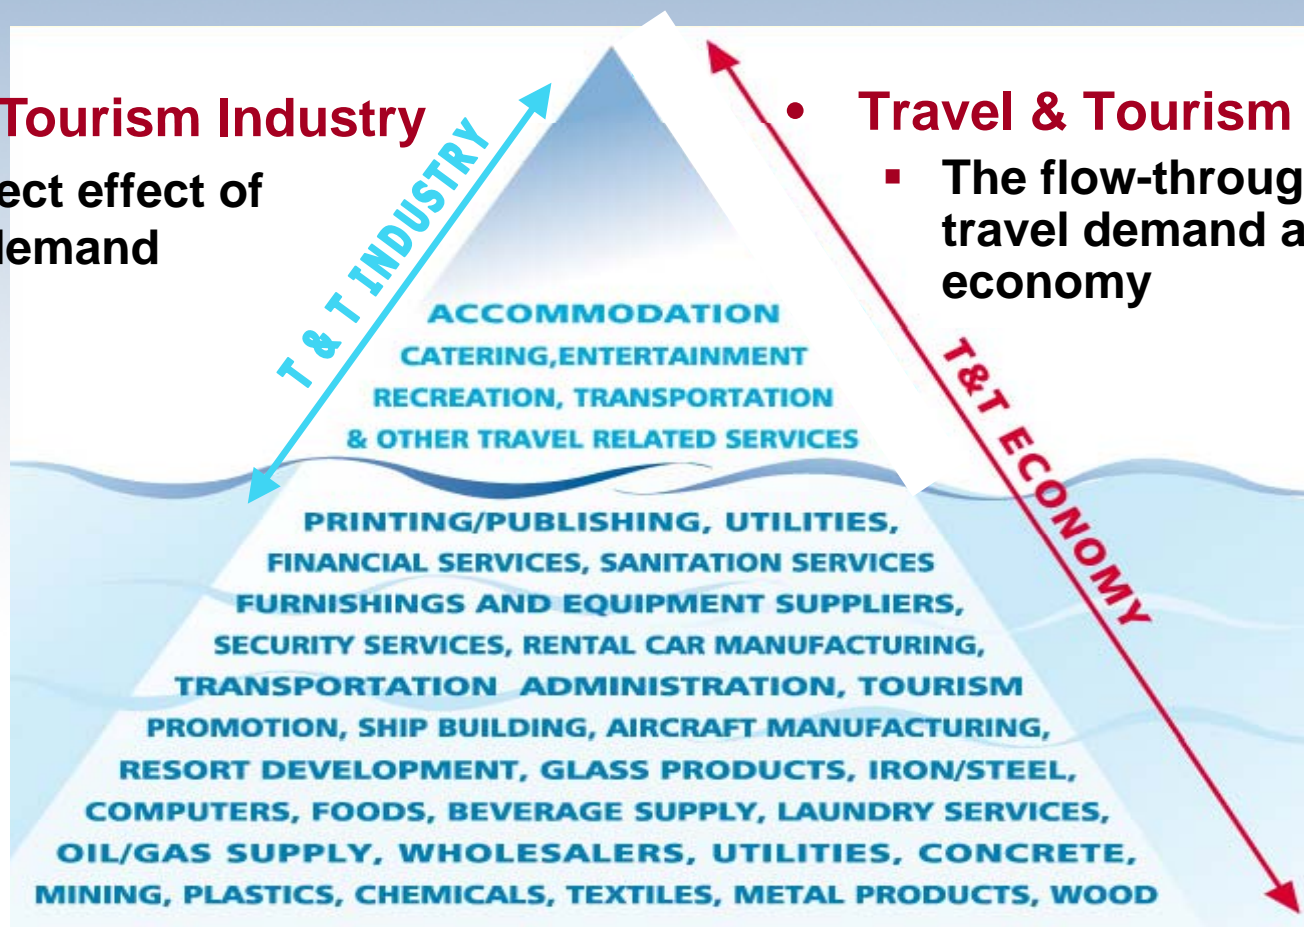 Tourism Industry
ect effect of
demand
T & T INDUSTRY
• Travel & Tourism
▪ The flow-throug
travel demand a
economy
T&T ECONOMY
ACCOMMODATION
CATERING,ENTERTAINMENT
RECREATION, TRANSPORTATION
& OTHER TRAVEL RELATED SERVICES
PRINTING/PUBLISHING, UTILITIES,
FINANCIAL SERVICES, SANITATION SERVICES
FURNISHINGS AND EQUIPMENT SUPPLIERS,
SECURITY SERVICES, RENTAL CAR MANUFACTURING,
TRANSPORTATION ADMINISTRATION, TOURISM
PROMOTION, SHIP BUILDING, AIRCRAFT MANUFACTURING,
RESORT DEVELOPMENT, GLASS PRODUCTS, IRON/STEEL,
COMPUTERS, FOODS, BEVERAGE SUPPLY, LAUNDRY SERVICES,
OIL/GAS SUPPLY, WHOLESALERS, UTILITIES, CONCRETE,
MINING, PLASTICS, CHEMICALS, TEXTILES, METAL PRODUCTS, WOOD